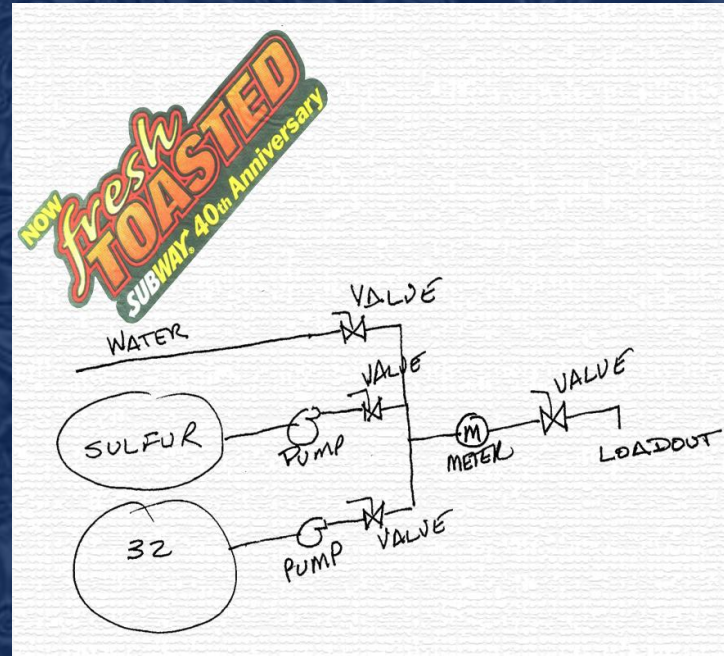 NOW
fresh
TOASTED
SUBWAY® 40th Anniversary
VALVE
WATER
VALVE
SULFUR
PUMP
VALVE
M
METER
LOADOUT
32
PUMP
VALVE